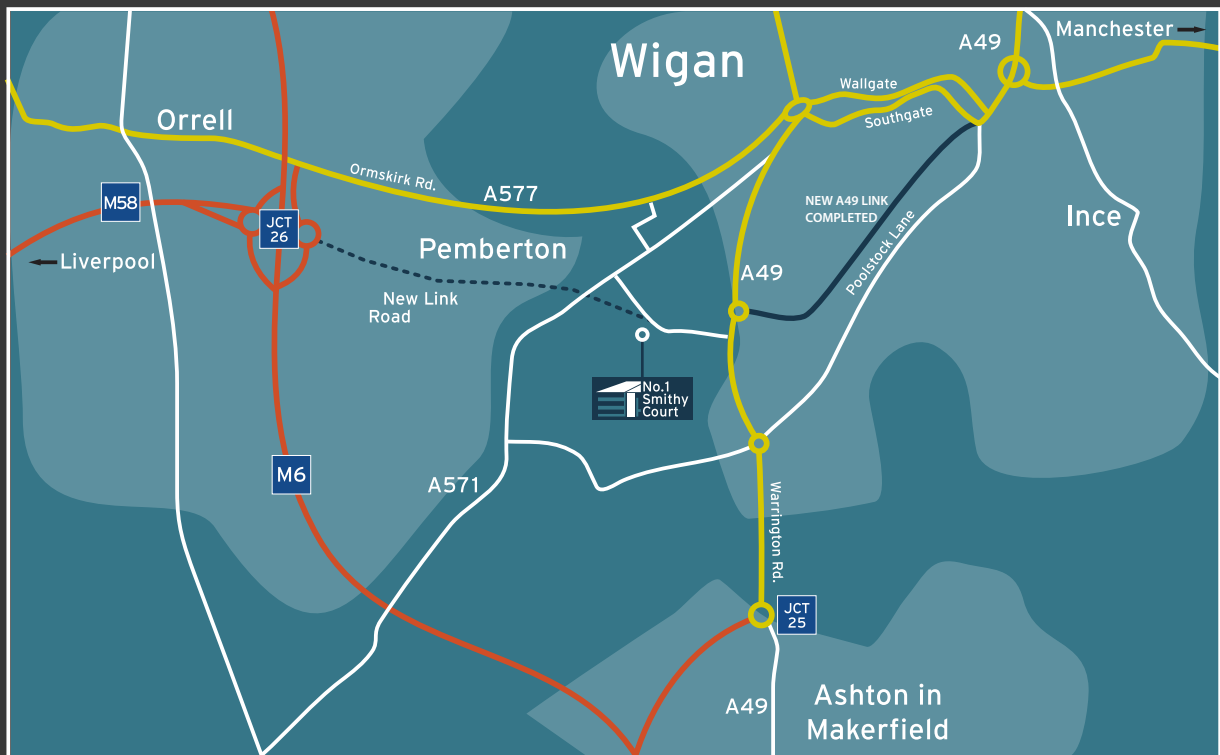 Manchester
A49
Wigan
Wallgate
Southgate
Orrell
Ormskirk Rd.
A577
M58
JCT
26
NEW A49 LINK
COMPLETED
Ince
Liverpool
Pemberton
Poolstock Lane
A49
New Link
Road
No.1
Smithy
Court
M6
A571
Warrington Rd.
JCT
25
A49
Ashton in
Makerfield